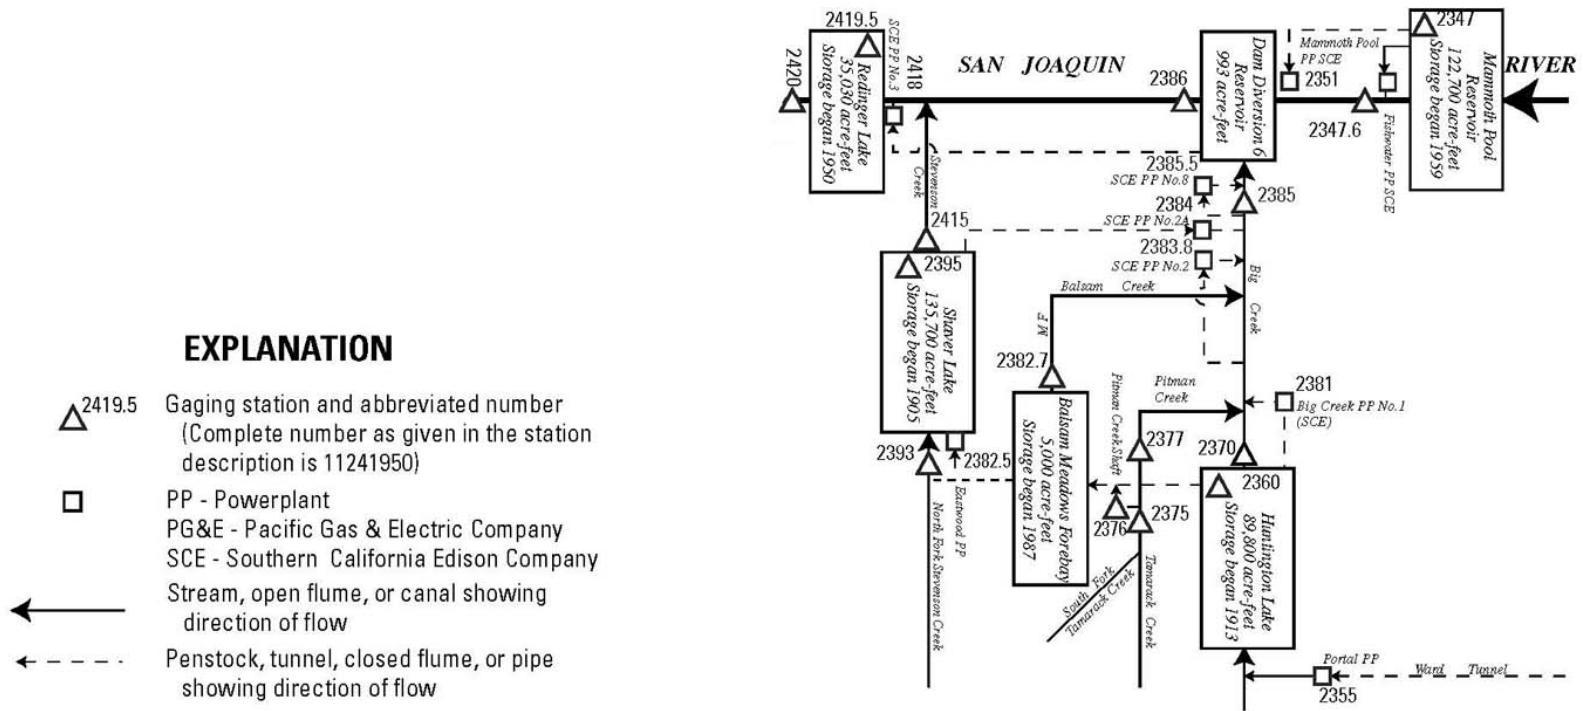 2419.5
SCE PP No.3
2418
2420
Redinger Lake
35,030 acre-feet
Storage began 1950
SAN JOAQUIN
RIVER
2386
Dam Diversion 6
Reservoir
993 acre-feet
Mammoth Pool
PP SCE
2351
2347
Mammoth Pool
Reservoir
122,700 acre-feet
Storage began 1959
2347.6
Fishwater PP SCE
Stevenson
Creek
2385.5
SCE PP No.8
2385
2384
SCE PP No.2A
2383.8
SCE PP No.2
2415
2395
Shaver Lake
135,700 acre-feet
Storage began 1905
Balsam Creek
Big
Creek
M F
2382.7
Pitman
Creek
Pitman Creek Shaft
2381
Big Creek PP No.1
(SCE)
2393
2382.5
Balsam Meadows Forebay
5,000 acre-feet
Storage began 1987
2377
2370
2360
Huntington Lake
89,800 acre-feet
Storage began 1913
2376
2375
Eastwood PP
North Fork Stevenson Creek
South Fork
Tamarack Creek
Tamarack Creek
Portal PP
Ward Tunnel
2355
EXPLANATION
2419.5
Gaging station and abbreviated number
(Complete number as given in the station
description is 11241950)
PP - Powerplant
PG&E - Pacific Gas & Electric Company
SCE - Southern California Edison Company
Stream, open flume, or canal showing
direction of flow
Penstock, tunnel, closed flume, or pipe
showing direction of flow